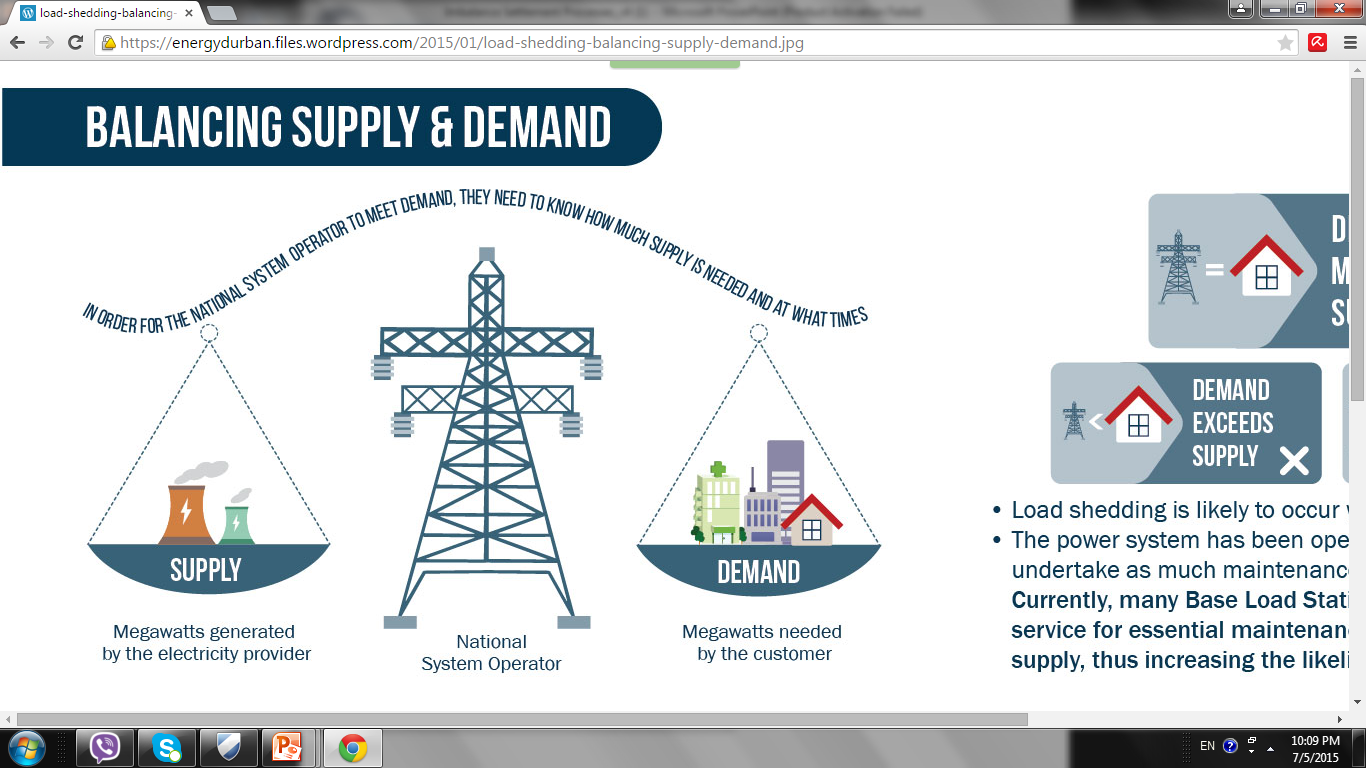 load-shedding-balancing-
https://energydurban.files.wordpress.com/2015/01/load-shedding-balancing-supply-demand.jpg
BALANCING SUPPLY & DEMAND
IN ORDER FOR THE NATIONAL SYSTEM OPERATOR TO MEET DEMAND, THEY NEED TO KNOW HOW MUCH SUPPLY IS NEEDED AND AT WHAT TIMES
SUPPLY
Megawatts generated
by the electricity provider
National
System Operator
DEMAND
Megawatts needed
by the customer
=
D
M
SU
<
DEMAND
EXCEEDS
SUPPLY
• Load shedding is likely to occur
• The power system has been ope
undertake as much maintenanc
Currently, many Base Load Stati
service for essential maintenan
supply, thus increasing the likeli
EN
10:09 PM
7/5/2015